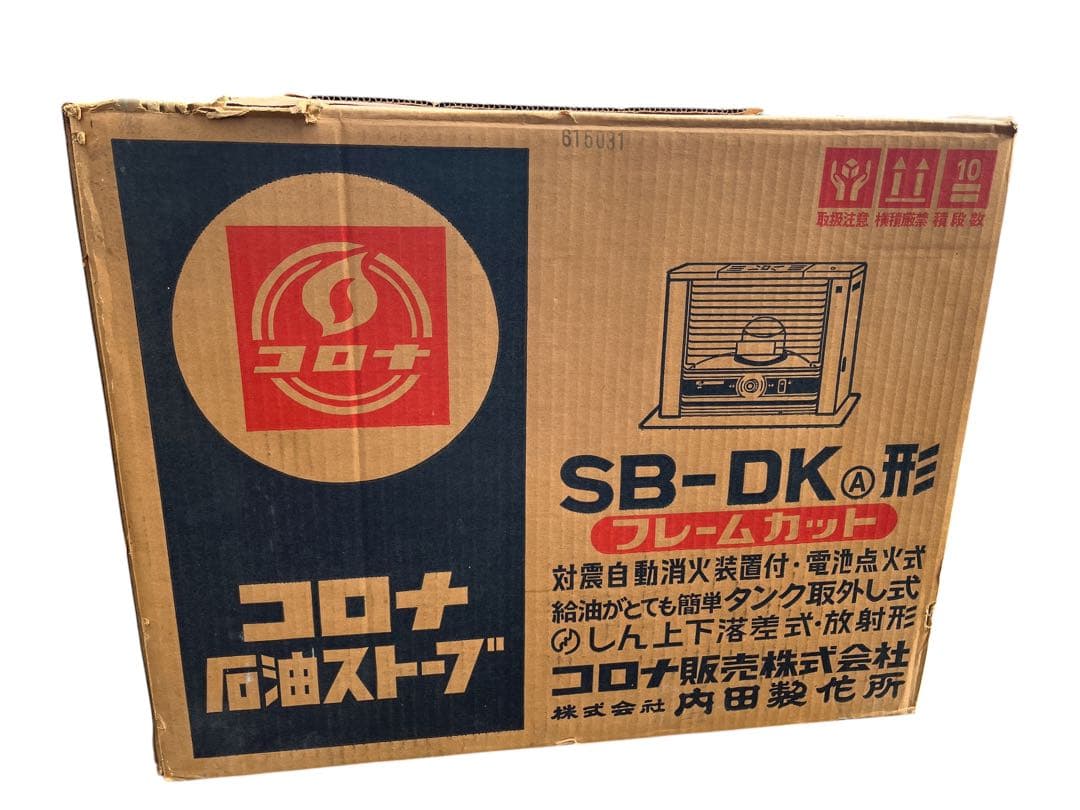 615031
10
取扱注意 横積厳禁 積段数
コロナ
SB-DKⒶ形
フレームカット
対震自動消火装置付・電池点火式
給油がとても簡単タンク取外し式
しん上下落差式・放射形
コロナ販売株式会社
株式会社 内田製作所
コロナ
石油ストーブ